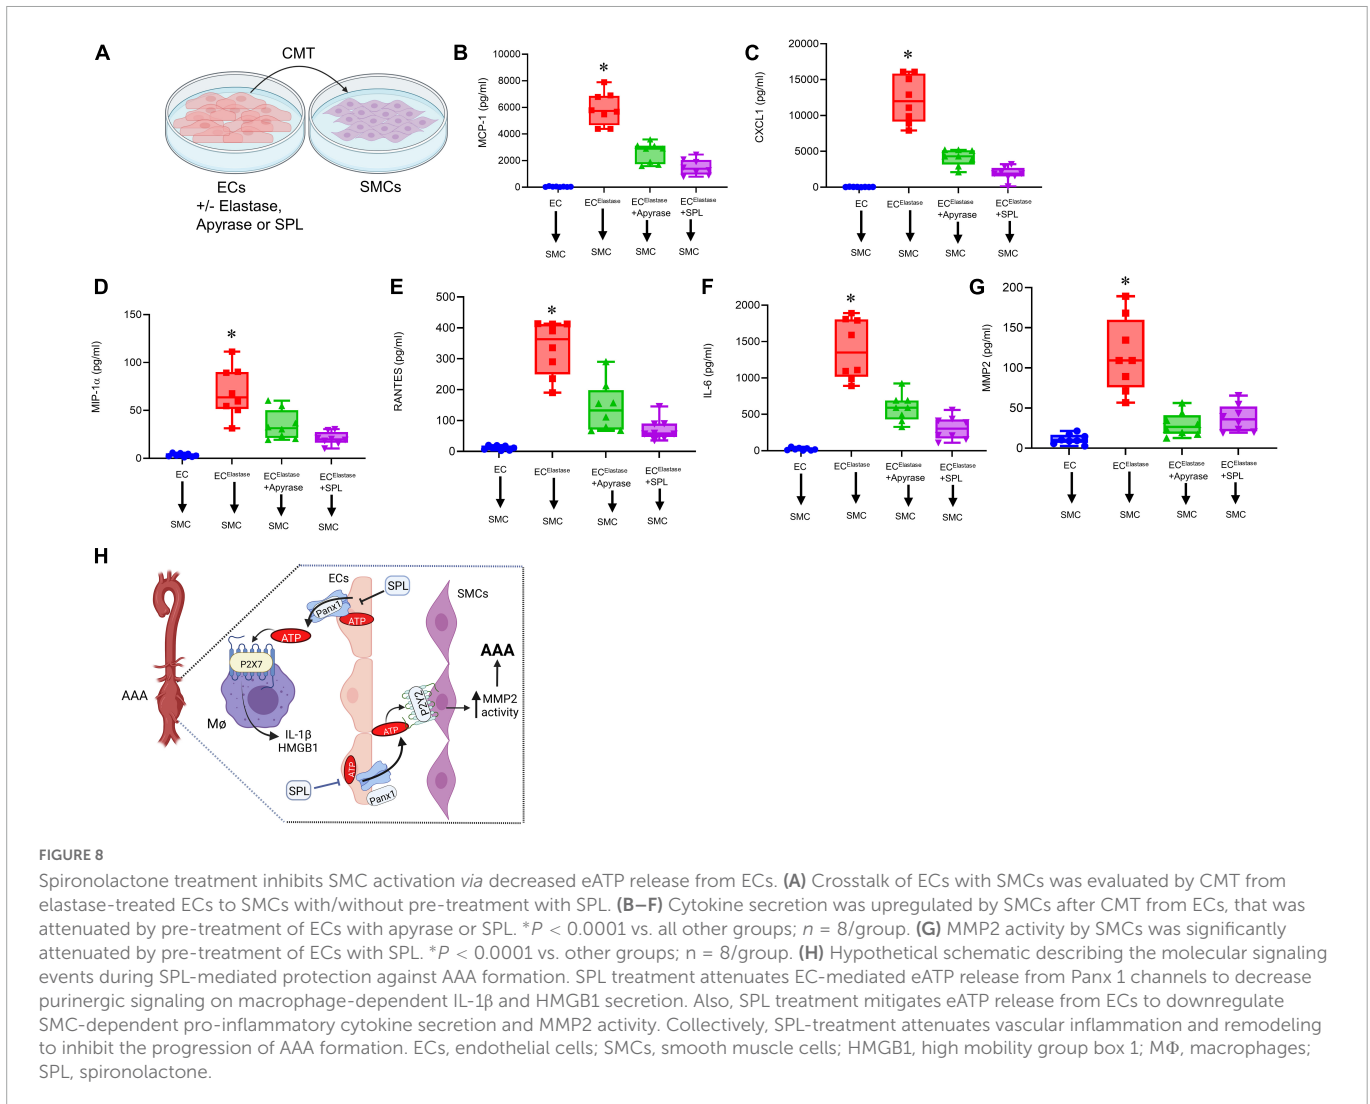 A
CMT
ECs
+/- Elastase,
Apyrase or SPL
SMCs
B
MCP-1 (pg/ml)
10000
8000
6000
4000
2000
0
*
EC
EC^Elastase
EC^Elastase
+Apyrase
EC^Elastase
+SPL
SMC
SMC
SMC
SMC
C
CXCL1 (pg/ml)
20000
15000
10000
5000
0
*
EC
EC^Elastase
EC^Elastase
+Apyrase
EC^Elastase
+SPL
SMC
SMC
SMC
SMC
D
MIP-1α (pg/ml)
150
100
50
0
*
EC
EC^Elastase
EC^Elastase
+Apyrase
EC^Elastase
+SPL
SMC
SMC
SMC
SMC
E
RANTES (pg/ml)
500
400
300
200
100
0
*
EC
EC^Elastase
EC^Elastase
+Apyrase
EC^Elastase
+SPL
SMC
SMC
SMC
SMC
F
IL-6 (pg/ml)
2000
1500
1000
500
0
*
EC
EC^Elastase
EC^Elastase
+Apyrase
EC^Elastase
+SPL
SMC
SMC
SMC
SMC
G
MMP2 (pg/ml)
200
150
100
50
0
*
EC
EC^Elastase
EC^Elastase
+Apyrase
EC^Elastase
+SPL
SMC
SMC
SMC
SMC
H
AAA
ECs
SPL
Panx1
ATP
ATP
P2X7
Mø
IL-1β
HMGB1
SMCs
AAA
MMP2
activity
P2Y2
ATP
ATP
SPL
Panx1
FIGURE 8
Spironolactone treatment inhibits SMC activation via decreased eATP release from ECs. (A) Crosstalk of ECs with SMCs was evaluated by CMT from
elastase-treated ECs to SMCs with/without pre-treatment with SPL. (B–F) Cytokine secretion was upregulated by SMCs after CMT from ECs, that was
attenuated by pre-treatment of ECs with apyrase or SPL. *P < 0.0001 vs. all other groups; n = 8/group. (G) MMP2 activity by SMCs was significantly
attenuated by pre-treatment of ECs with SPL. *P < 0.0001 vs. other groups; n = 8/group. (H) Hypothetical schematic describing the molecular signaling
events during SPL-mediated protection against AAA formation. SPL treatment attenuates EC-mediated eATP release from Panx 1 channels to decrease
purinergic signaling on macrophage-dependent IL-1β and HMGB1 secretion. Also, SPL treatment mitigates eATP release from ECs to downregulate
SMC-dependent pro-inflammatory cytokine secretion and MMP2 activity. Collectively, SPL-treatment attenuates vascular inflammation and remodeling
to inhibit the progression of AAA formation. ECs, endothelial cells; SMCs, smooth muscle cells; HMGB1, high mobility group box 1; MΦ, macrophages;
SPL, spironolactone.